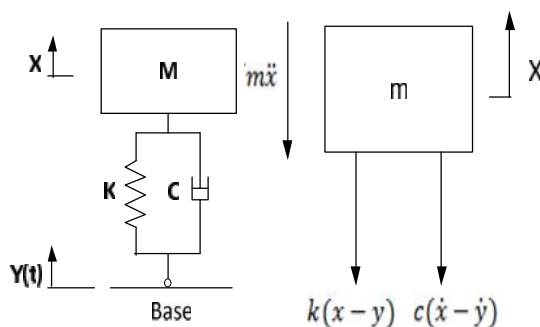 X
M
K
C
Y(t)
Base
mẍ
m
X
k(x − y)
c(ẋ − ẏ)